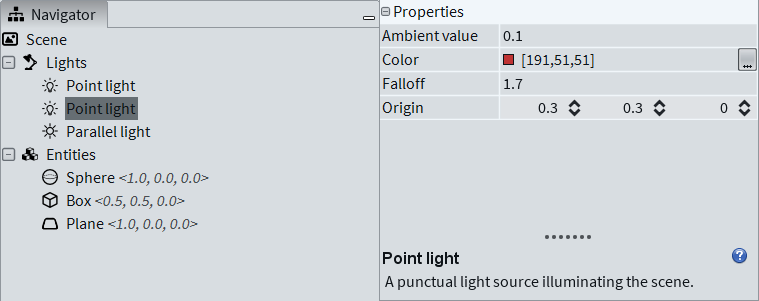 Navigator
Scene
Lights
Point light
Point light
Parallel light
Entities
Sphere <1.0, 0.0, 0.0>
Box <0.5, 0.5, 0.0>
Plane <1.0, 0.0, 0.0>
Properties
Ambient value 0.1
Color [191,51,51] ...
Falloff 1.7
Origin 0.3 0.3 0
Point light ?
A punctual light source illuminating the scene.